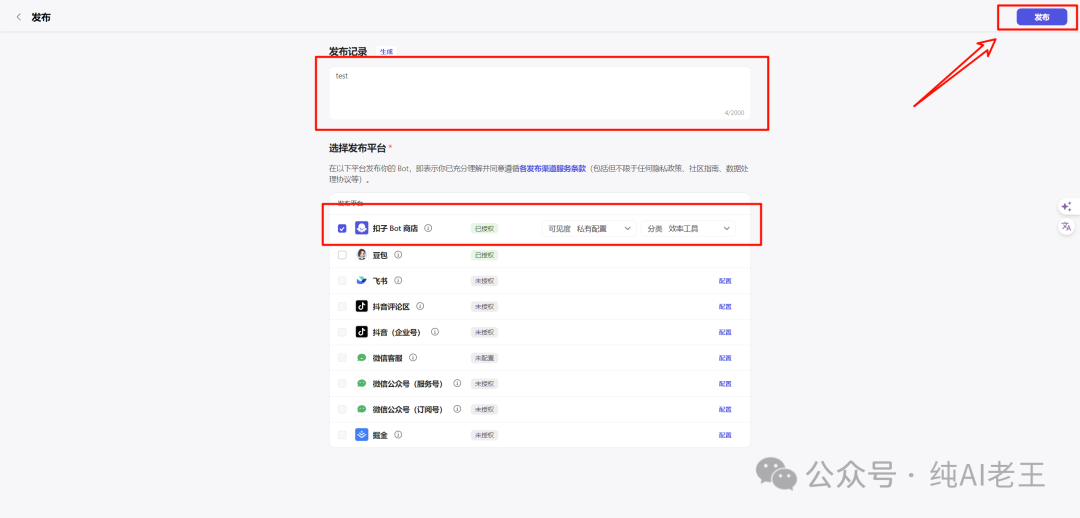 发布
发布
发布记录 生成
test
4/2000
选择发布平台 *
在以下平台发布你的 Bot，即表示你已充分理解并同意遵循各发布渠道服务条款（包括但不限于任何隐私政策、社区指南、数据处
理协议等）。
发布平台
扣子 Bot 商店 已授权 可见度 私有配置 分类 效率工具
豆包 已授权
飞书 未授权 配置
抖音评论区 未授权 配置
抖音（企业号） 未授权 配置
微信客服 未配置 配置
微信公众号（服务号） 未授权 配置
微信公众号（订阅号） 未授权 配置
掘金 未授权 配置
公众号 · 纯AI老王